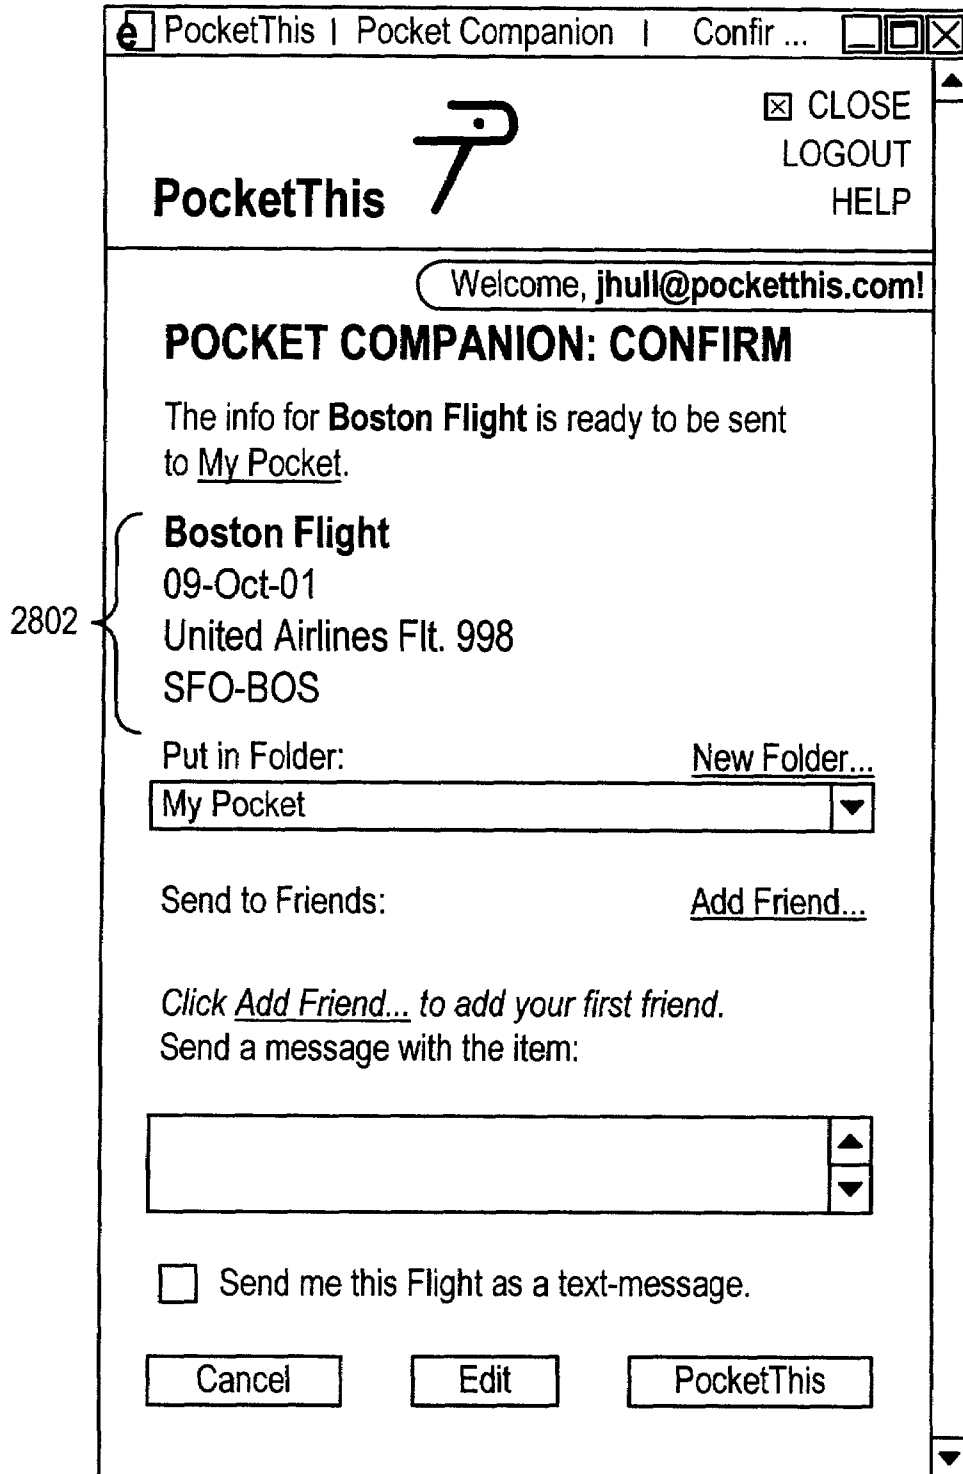 PocketThis | Pocket Companion | Confir ...
CLOSE
LOGOUT
PocketThis
HELP
Welcome, jhull@pocketthis.com!
POCKET COMPANION: CONFIRM
The info for Boston Flight is ready to be sent
to My Pocket.
Boston Flight
09-Oct-01
2802
United Airlines Flt. 998
SFO-BOS
Put in Folder: New Folder...
My Pocket
Send to Friends: Add Friend...
Click Add Friend... to add your first friend.
Send a message with the item:
Send me this Flight as a text-message.
Cancel Edit PocketThis